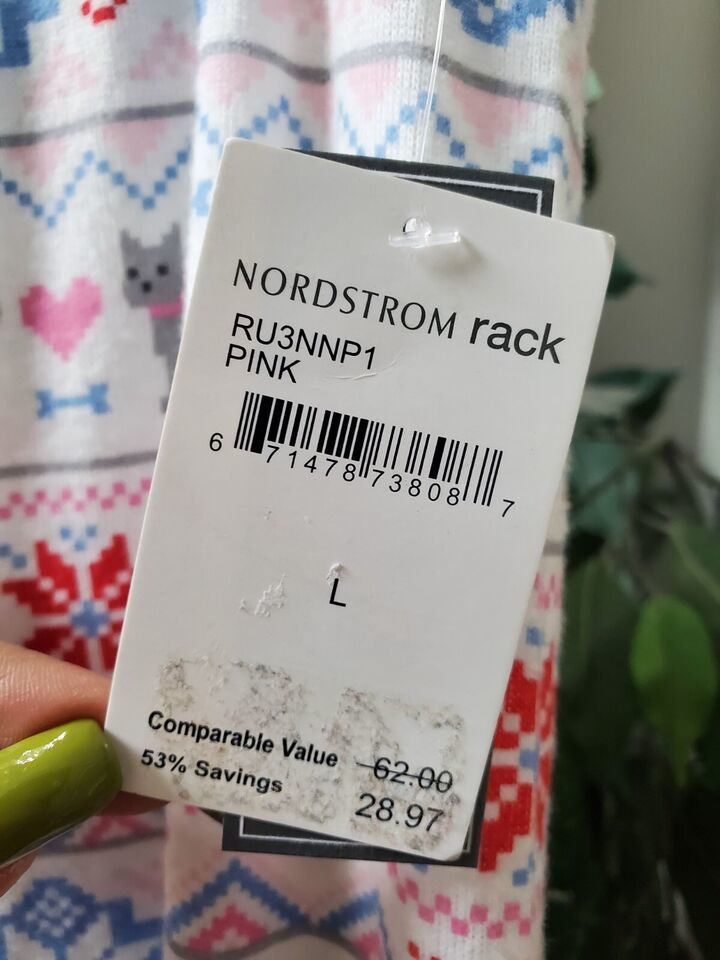 NORDSTROM rack
RU3NNP1
PINK
6 71478 73808 7
L
Comparable Value 62.00
53% Savings 28.97